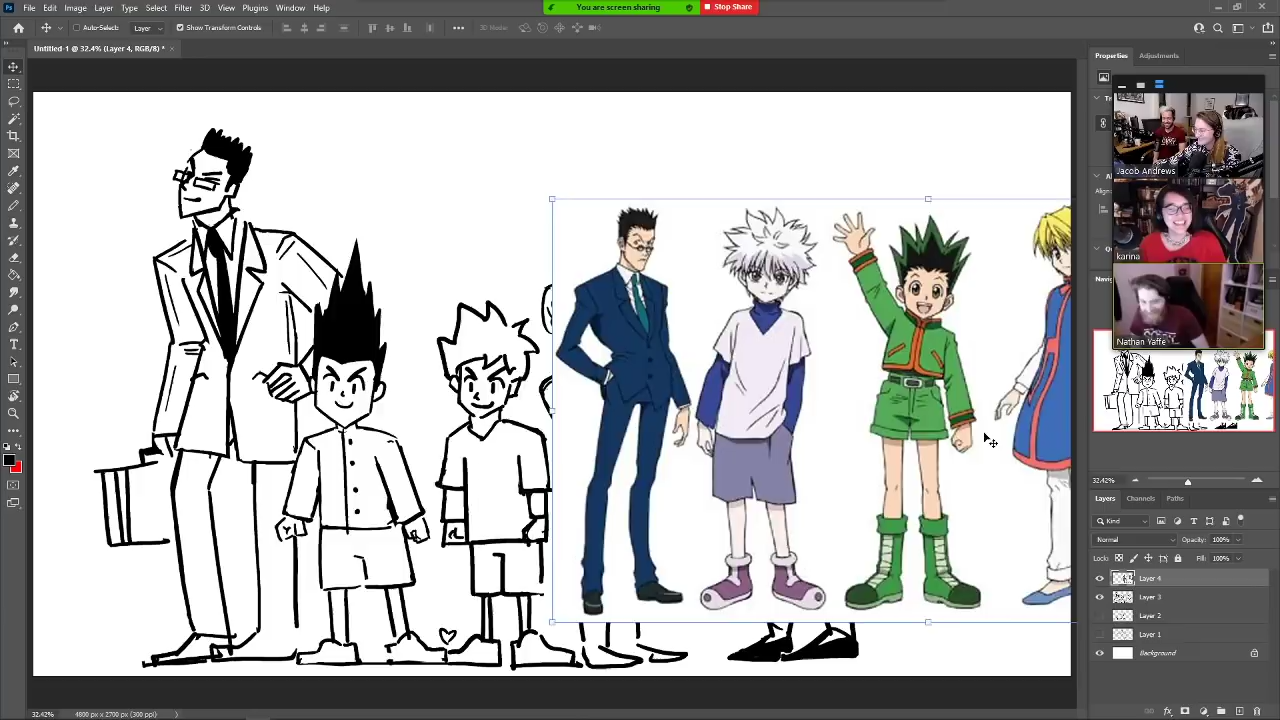 File Edit Image Layer Type Select Filter 3D View Plugins Window Help
You are screen sharing
Stop Share
Auto-Select: Layer Show Transform Controls 3D Mode:
Untitled-1 @ 32.4% (Layer 4, RGB/8) *
Properties Adjustments
Jacob Andrews
karina
Nathan Yaffe
32.42%
Layers Channels Paths
Kind
Normal Opacity: 100%
Lock: Fill: 100%
Layer 4
Layer 3
Layer 2
Layer 1
Background
32.42% 4800 px x 2700 px (300 ppi)